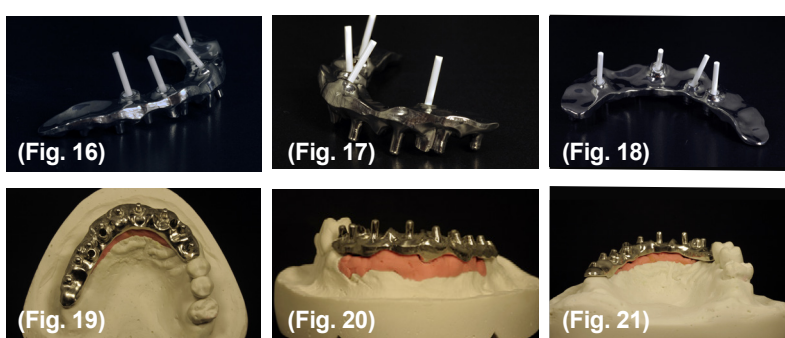 (Fig. 16)
(Fig. 17)
(Fig. 18)
(Fig. 19)
(Fig. 20)
(Fig. 21)